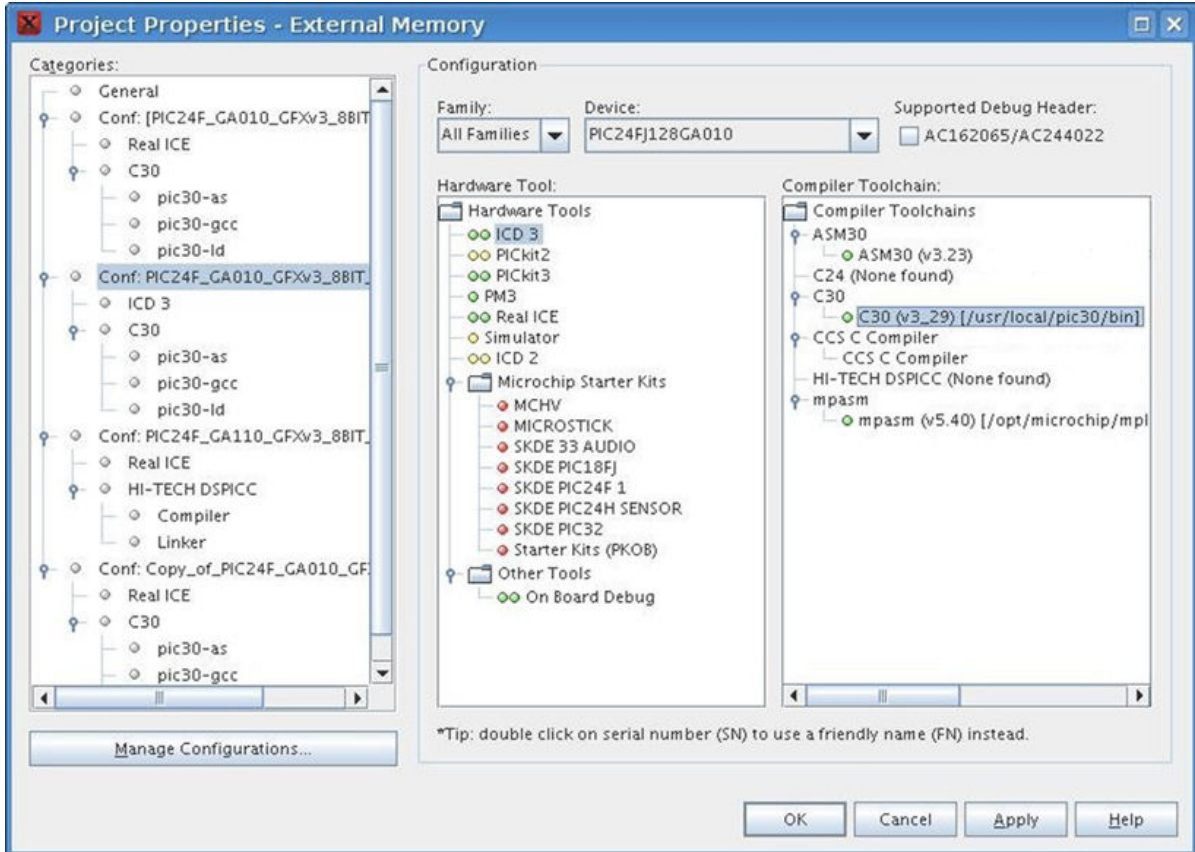 Project Properties - External Memory
Categories:
General
Conf: [PIC24F_GA010_GFXv3_8BIT
Real ICE
C30
pic30-as
pic30-gcc
pic30-ld
Conf: PIC24F_GA010_GFXv3_8BIT_
ICD 3
C30
pic30-as
pic30-gcc
pic30-ld
Conf: PIC24F_GA110_GFXv3_8BIT_
Real ICE
HI-TECH DSPICC
Compiler
Linker
Conf: Copy_of_PIC24F_GA010_GF
Real ICE
C30
pic30-as
pic30-gcc
Manage Configurations...
Configuration
Family:
All Families
Device:
PIC24FJ128GA010
Supported Debug Header:
AC162065/AC244022
Hardware Tool:
Hardware Tools
ICD 3
PICkit2
PICkit3
PM3
Real ICE
Simulator
ICD 2
Microchip Starter Kits
MCHV
MICROSTICK
SKDE 33 AUDIO
SKDE PIC18FJ
SKDE PIC24F 1
SKDE PIC24H SENSOR
SKDE PIC32
Starter Kits (PKOB)
Other Tools
On Board Debug
Compiler Toolchain:
Compiler Toolchains
ASM30
ASM30 (v3.23)
C24 (None found)
C30
C30 (v3_29) [/usr/local/pic30/bin]
CCS C Compiler
CCS C Compiler
HI-TECH DSPICC (None found)
mpasm
mpasm (v5.40) [/opt/microchip/mpl
*Tip: double click on serial number (SN) to use a friendly name (FN) instead.
OK
Cancel
Apply
Help